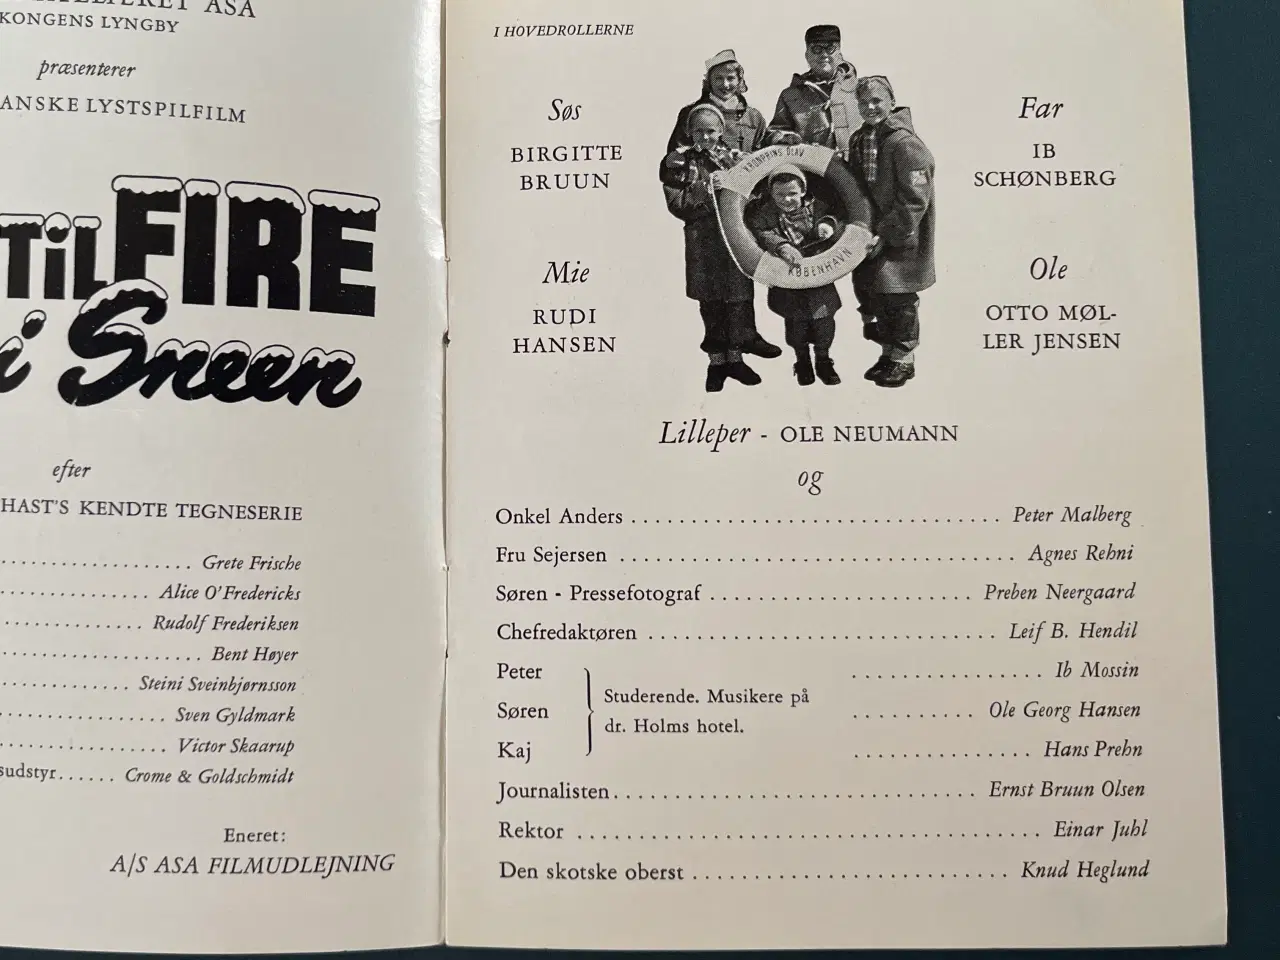 ASA
KONGENS LYNGBY
præsenterer
ANSKE LYSTSPILFILM
TiL FIRE
i Sneen
efter
HAST'S KENDTE TEGNESERIE
.................. Grete Frische
.............. Alice O'Fredericks
............. Rudolf Frederiksen
.................. Bent Høyer
............ Steini Sveinbjørnsson
............... Sven Gyldmark
............... Victor Skaarup
sudstyr...... Crome & Goldschmidt
Eneret:
A/S ASA FILMUDLEJNING
I HOVEDROLLERNE
Søs
BIRGITTE
BRUUN
Far
IB
SCHØNBERG
KRONPRINS OLAV
KØBENHAVN
Mie
RUDI
HANSEN
Ole
OTTO MØL-
LER JENSEN
Lilleper - OLE NEUMANN
og
Onkel Anders ............................... Peter Malberg
Fru Sejersen ................................. Agnes Rehni
Søren - Pressefotograf ...................... Preben Neergaard
Chefredaktøren ............................. Leif B. Hendil
Peter ................ Ib Mossin
Studerende. Musikere på
Søren .......... Ole Georg Hansen
dr. Holms hotel.
Kaj ............... Hans Prehn
Journalisten............................... Ernst Bruun Olsen
Rektor ....................................... Einar Juhl
Den skotske oberst .......................... Knud Heglund